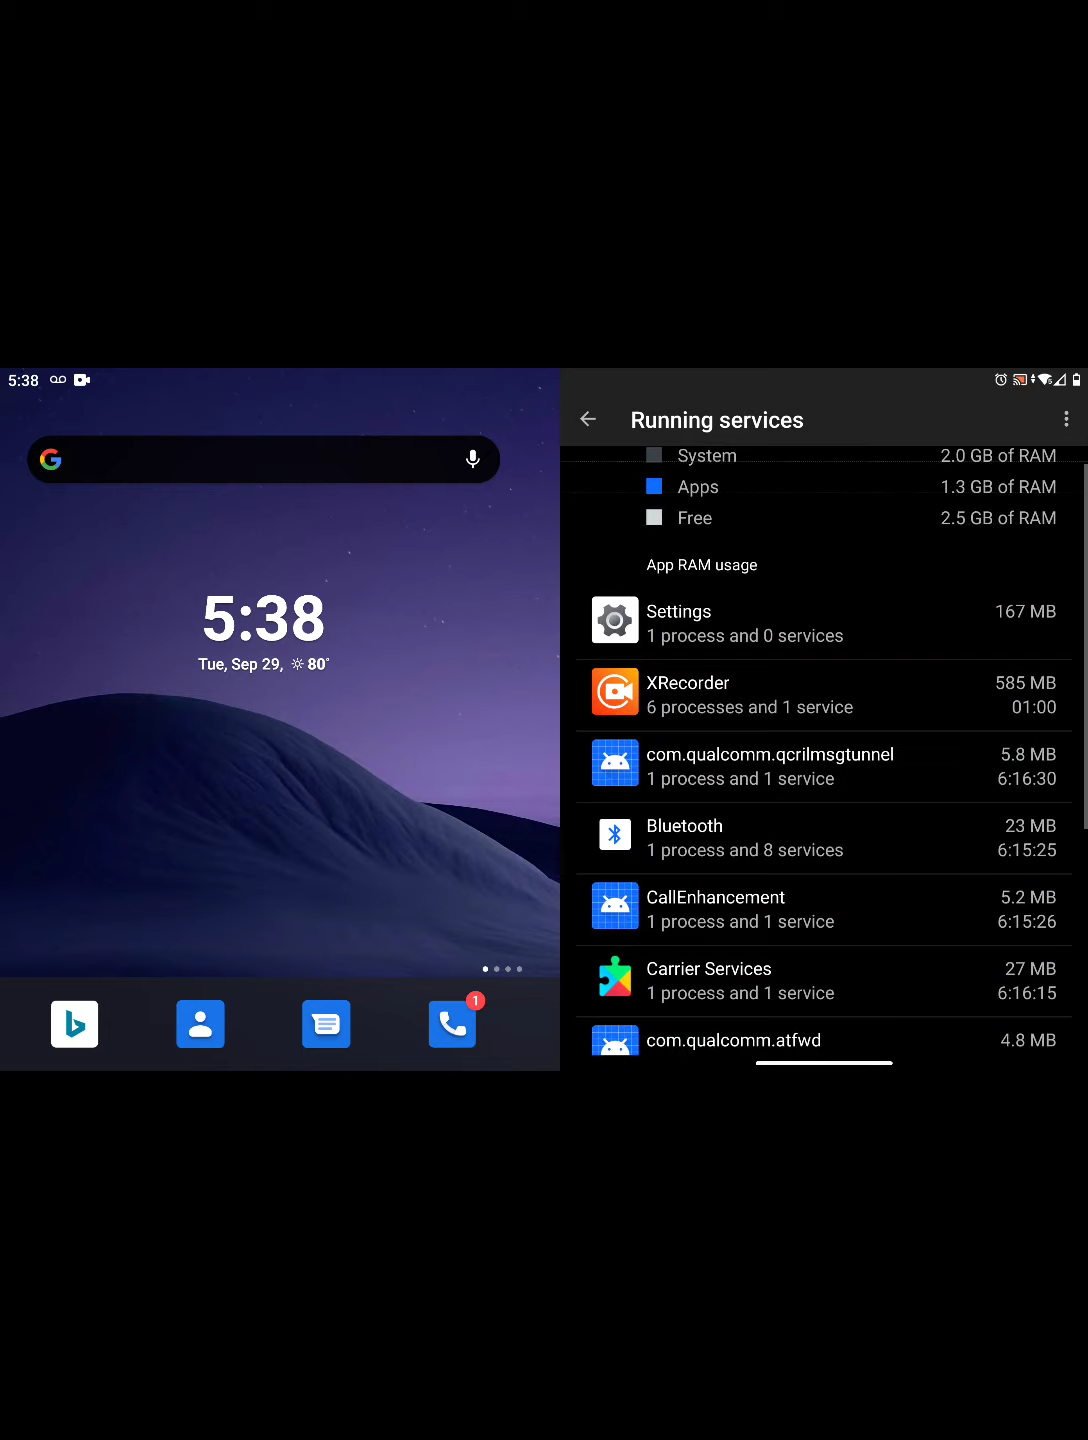 5:38
5:38
Tue, Sep 29, 80°
1
Running services
System 2.0 GB of RAM
Apps 1.3 GB of RAM
Free 2.5 GB of RAM
App RAM usage
Settings 167 MB
1 process and 0 services
XRecorder 585 MB
6 processes and 1 service 01:00
com.qualcomm.qcrilmsgtunnel 5.8 MB
1 process and 1 service 6:16:30
Bluetooth 23 MB
1 process and 8 services 6:15:25
CallEnhancement 5.2 MB
1 process and 1 service 6:15:26
Carrier Services 27 MB
1 process and 1 service 6:16:15
com.qualcomm.atfwd 4.8 MB